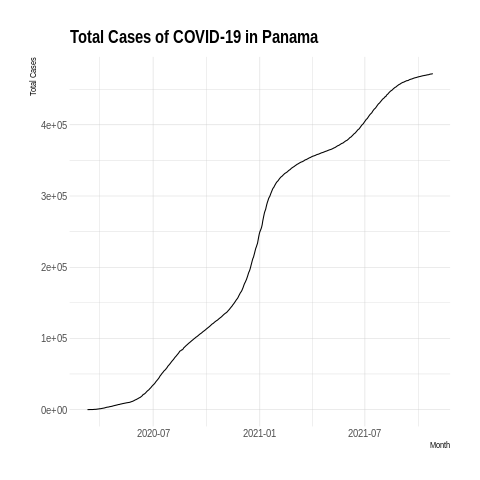 Total Cases of COVID-19 in Panama
Total Cases
4e+05
3e+05
2e+05
1e+05
0e+00
2020-07 2021-01 2021-07
Month